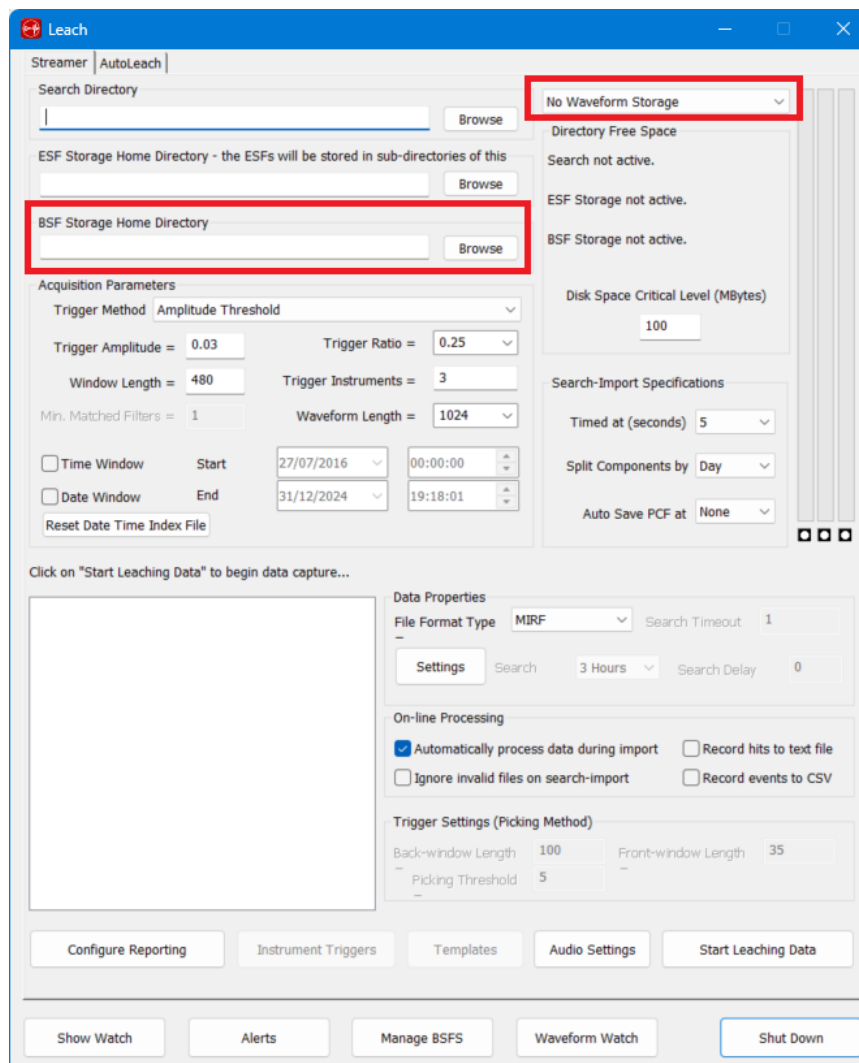 Leach
Streamer AutoLeach
Search Directory
Browse
No Waveform Storage
ESF Storage Home Directory - the ESFs will be stored in sub-directories of this
Browse
BSF Storage Home Directory
Browse
Directory Free Space
Search not active.
ESF Storage not active.
BSF Storage not active.
Disk Space Critical Level (MBytes)
100
Acquisition Parameters
Trigger Method Amplitude Threshold
Trigger Amplitude = 0.03 Trigger Ratio = 0.25
Window Length = 480 Trigger Instruments = 3
Min. Matched Filters = 1 Waveform Length = 1024
Time Window Start 27/07/2016 00:00:00
Date Window End 31/12/2024 19:18:01
Reset Date Time Index File
Search-Import Specifications
Timed at (seconds) 5
Split Components by Day
Auto Save PCF at None
Click on "Start Leaching Data" to begin data capture...
Data Properties
File Format Type MIRF Search Timeout 1
Settings Search 3 Hours Search Delay 0
On-line Processing
Automatically process data during import Record hits to text file
Ignore invalid files on search-import Record events to CSV
Trigger Settings (Picking Method)
Back-window Length 100 Front-window Length 35
Picking Threshold 5
Configure Reporting Instrument Triggers Templates Audio Settings Start Leaching Data
Show Watch Alerts Manage BSFS Waveform Watch Shut Down